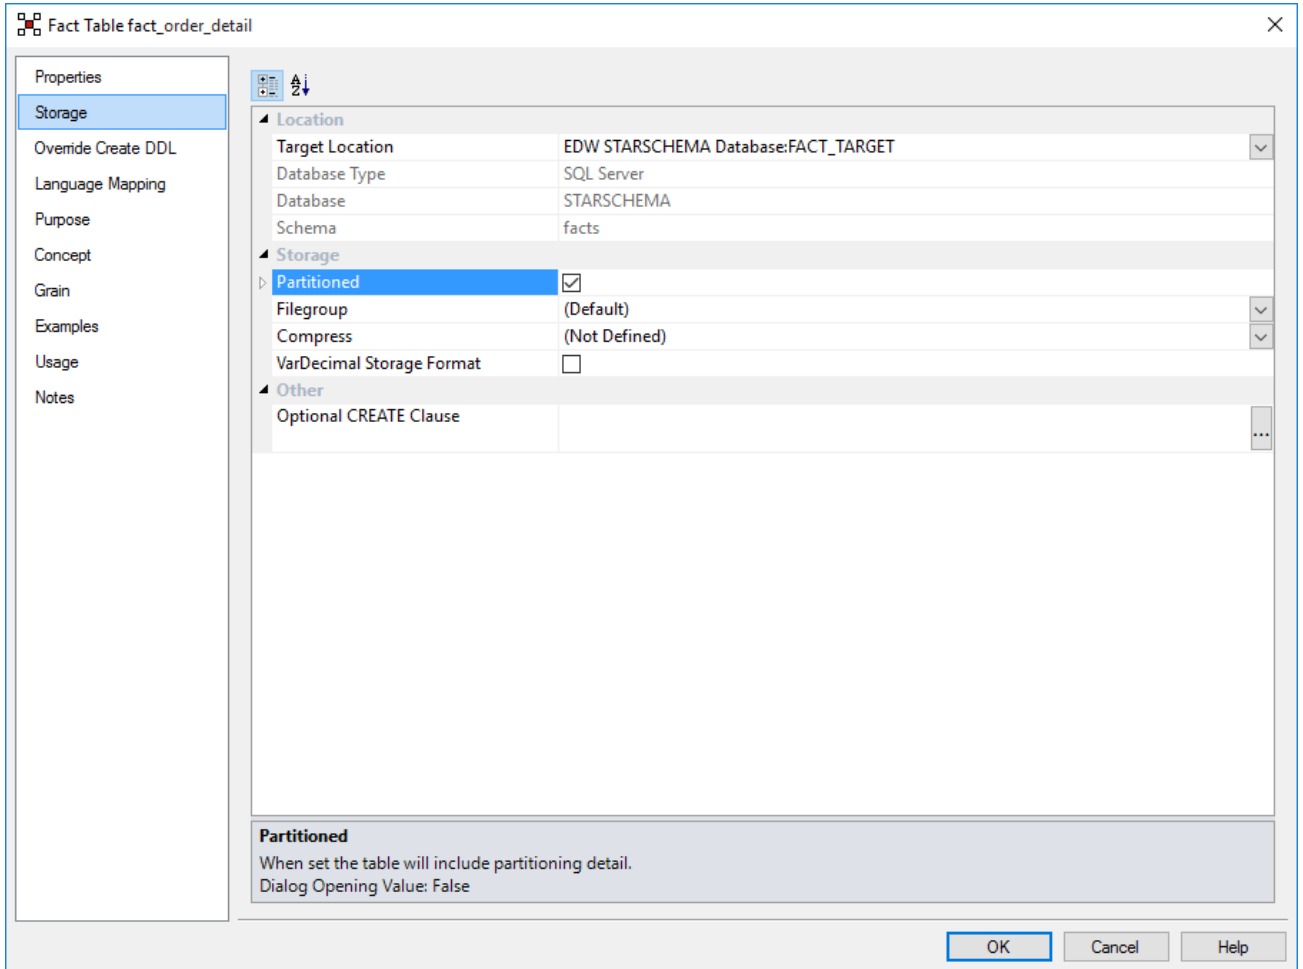 Fact Table fact_order_detail
Properties
Storage
Override Create DDL
Language Mapping
Purpose
Concept
Grain
Examples
Usage
Notes
Location
Target Location EDW STARSCHEMA Database:FACT_TARGET
Database Type SQL Server
Database STARSCHEMA
Schema facts
Storage
Partitioned
Filegroup (Default)
Compress (Not Defined)
VarDecimal Storage Format
Other
Optional CREATE Clause ...
Partitioned
When set the table will include partitioning detail.
Dialog Opening Value: False
OK Cancel Help